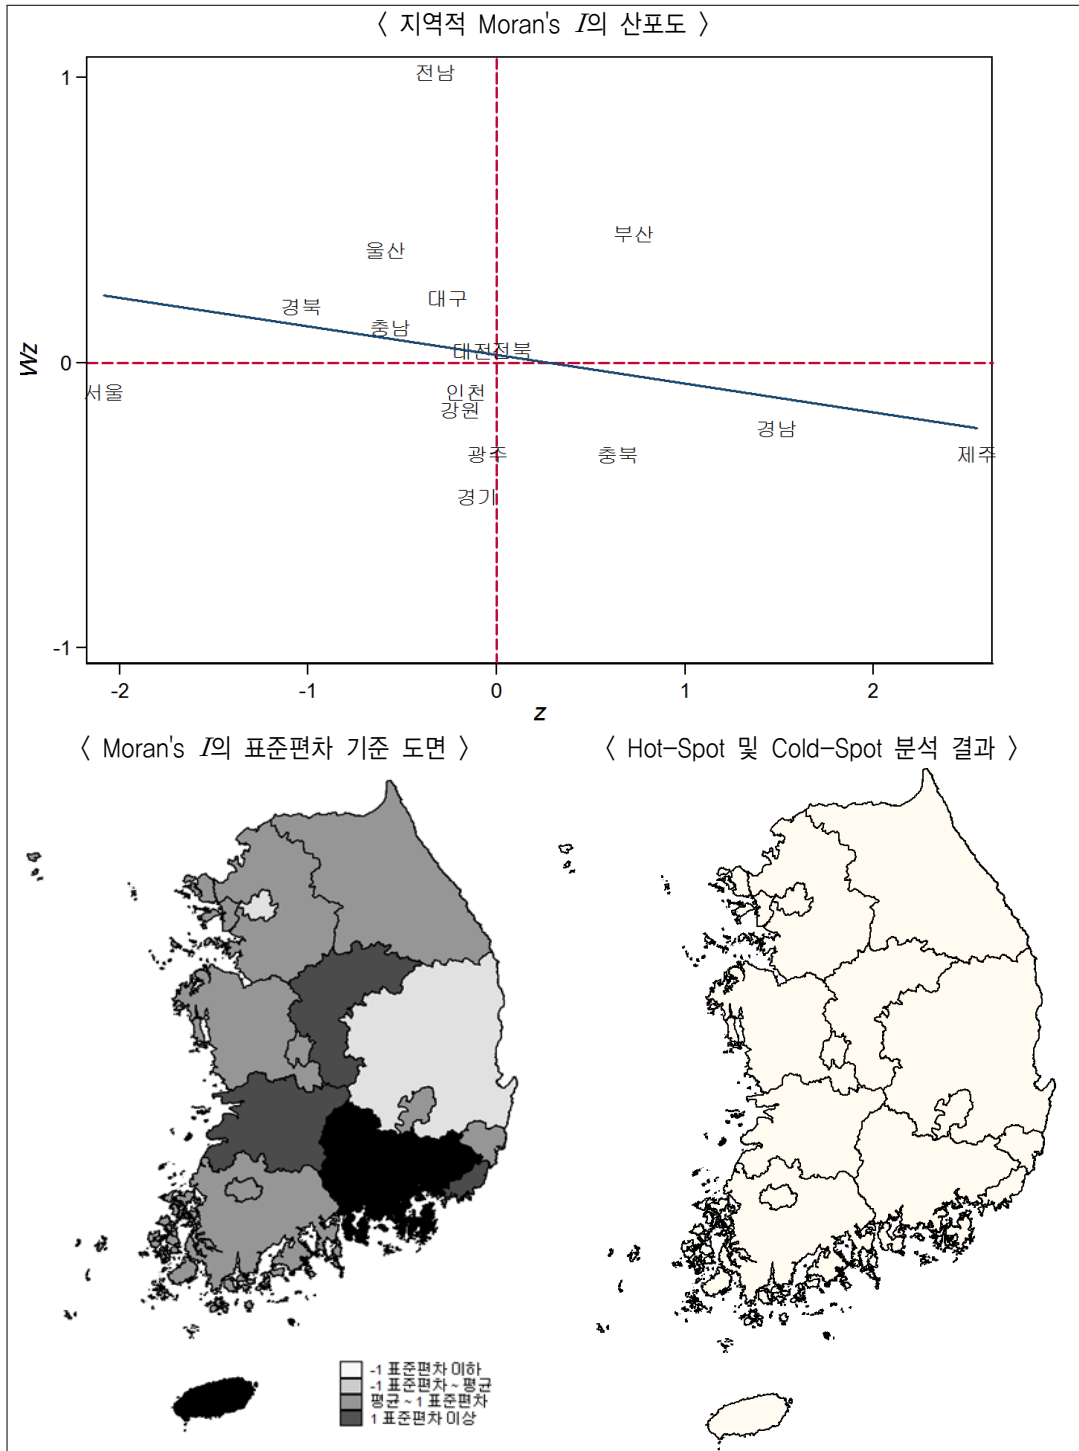 〈 지역적 Moran's I의 산포도 〉
1
전남
부산
울산
대구
경북
충남
대전전북
Wz
0
서울
인천
강원
경남
광주
충북
제주
경기
-1
-2
-1
0
1
2
z
〈 Moran's I의 표준편차 기준 도면 〉
〈 Hot-Spot 및 Cold-Spot 분석 결과 〉
-1 표준편차 이하
-1 표준편차 ~ 평균
평균 ~ 1 표준편차
1 표준편차 이상